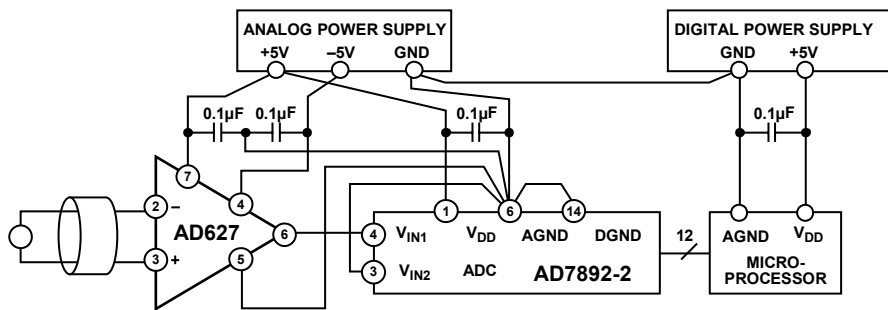 ANALOG POWER SUPPLY
+5V –5V GND
DIGITAL POWER SUPPLY
GND +5V
0.1µF 0.1µF 0.1µF 0.1µF
7 4 1 6 14
2 –
AD627
3 +
5
6
4 VIN1 VDD AGND DGND
3 VIN2 ADC AD7892-2
12
AGND VDD
MICRO-
PROCESSOR